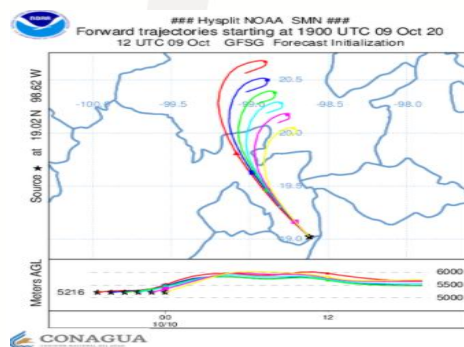 ### Hysplit NOAA SMN ###
Forward trajectories starting at 1900 UTC 09 Oct 20
12 UTC 09 Oct GFSG Forecast Initialization
Source ★ at 19.02 N 98.62 W
20.5
-100.0
-99.5
-98.5
-98.0
20.0
19.5
19.0
Meters AGL
5216
6000
5500
5000
00
12
10/10
CONAGUA